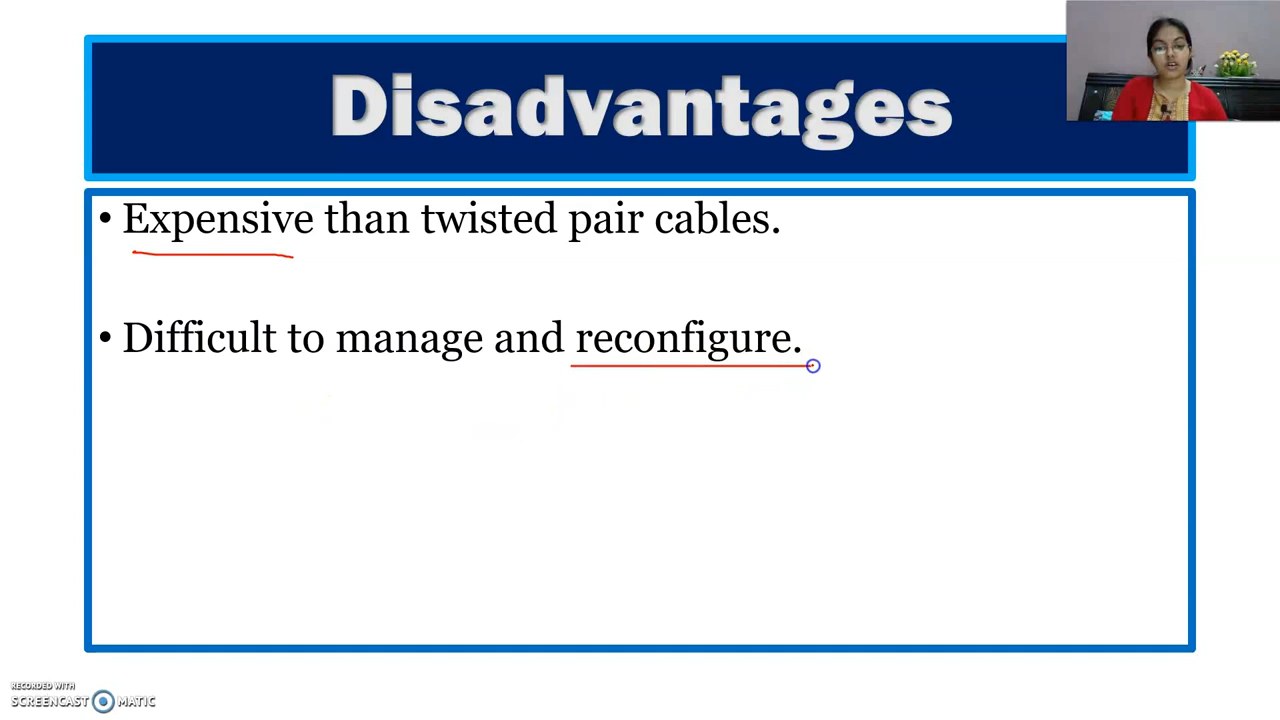 Disadvantages
• Expensive than twisted pair cables.
• Difficult to manage and reconfigure.
RECORDED WITH
SCREENCAST MATIC